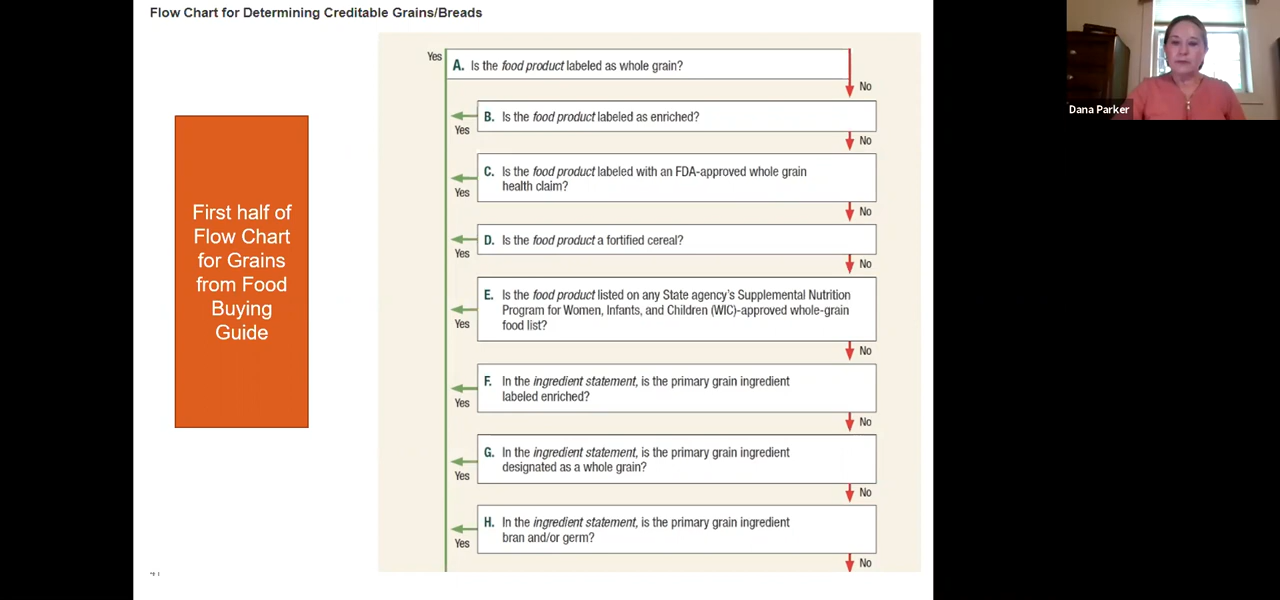 Flow Chart for Determining Creditable Grains/Breads
First half of
Flow Chart
for Grains
from Food
Buying
Guide
Yes
A. Is the food product labeled as whole grain?
No
B. Is the food product labeled as enriched?
Yes
No
C. Is the food product labeled with an FDA-approved whole grain
health claim?
Yes
No
D. Is the food product a fortified cereal?
Yes
No
E. Is the food product listed on any State agency's Supplemental Nutrition
Program for Women, Infants, and Children (WIC)-approved whole-grain
food list?
Yes
No
F. In the ingredient statement, is the primary grain ingredient
labeled enriched?
Yes
No
G. In the ingredient statement, is the primary grain ingredient
designated as a whole grain?
Yes
No
H. In the ingredient statement, is the primary grain ingredient
bran and/or germ?
Yes
No
Dana Parker